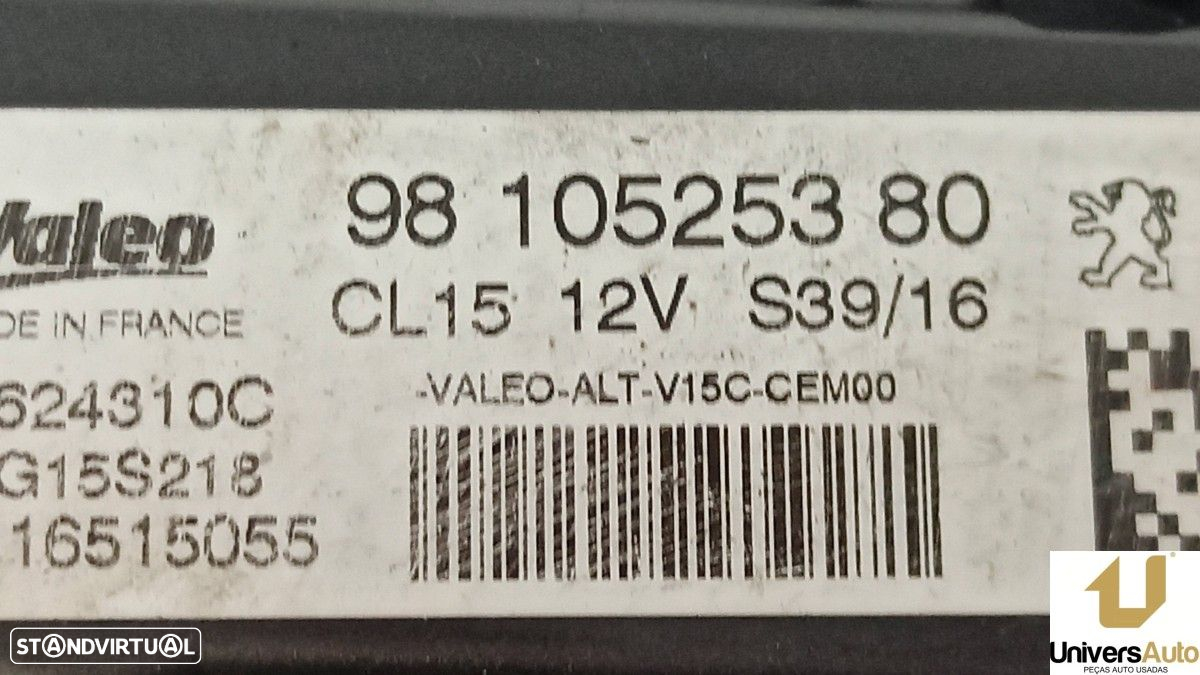 Valeo
98 105253 80
CL15 12V S39/16
DE IN FRANCE
-VALEO-ALT-V15C-CEM00
624310C
G15S218
16515055
STANDVIRTUAL
UniversAuto
PEÇAS AUTO USADAS